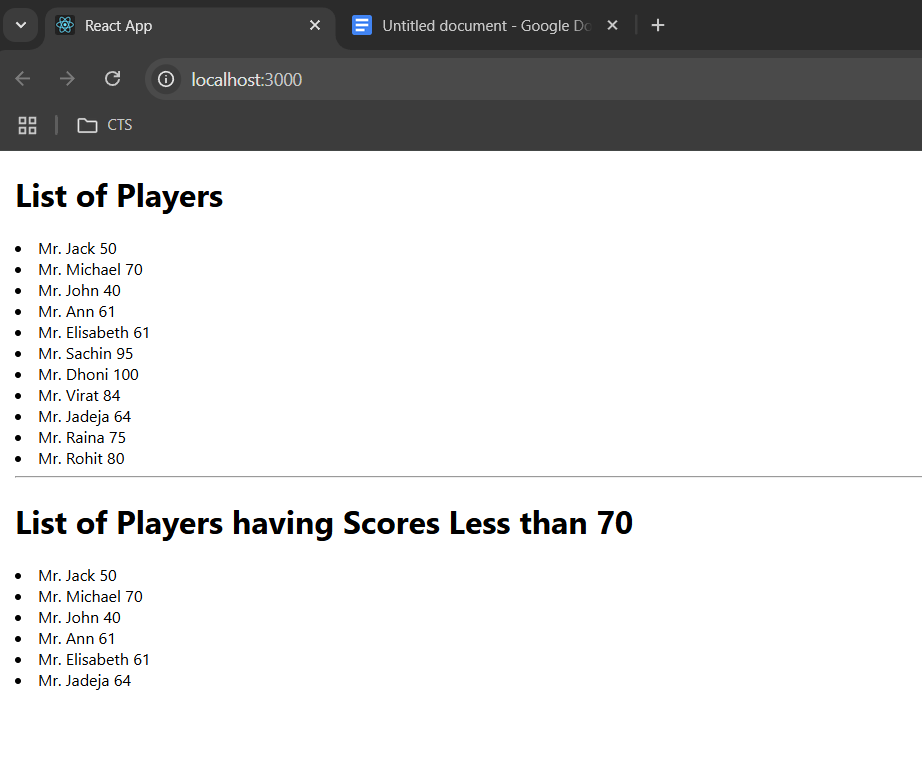 React App
Untitled document - Google Do
localhost:3000
CTS
List of Players
Mr. Jack 50
Mr. Michael 70
Mr. John 40
Mr. Ann 61
Mr. Elisabeth 61
Mr. Sachin 95
Mr. Dhoni 100
Mr. Virat 84
Mr. Jadeja 64
Mr. Raina 75
Mr. Rohit 80
List of Players having Scores Less than 70
Mr. Jack 50
Mr. Michael 70
Mr. John 40
Mr. Ann 61
Mr. Elisabeth 61
Mr. Jadeja 64